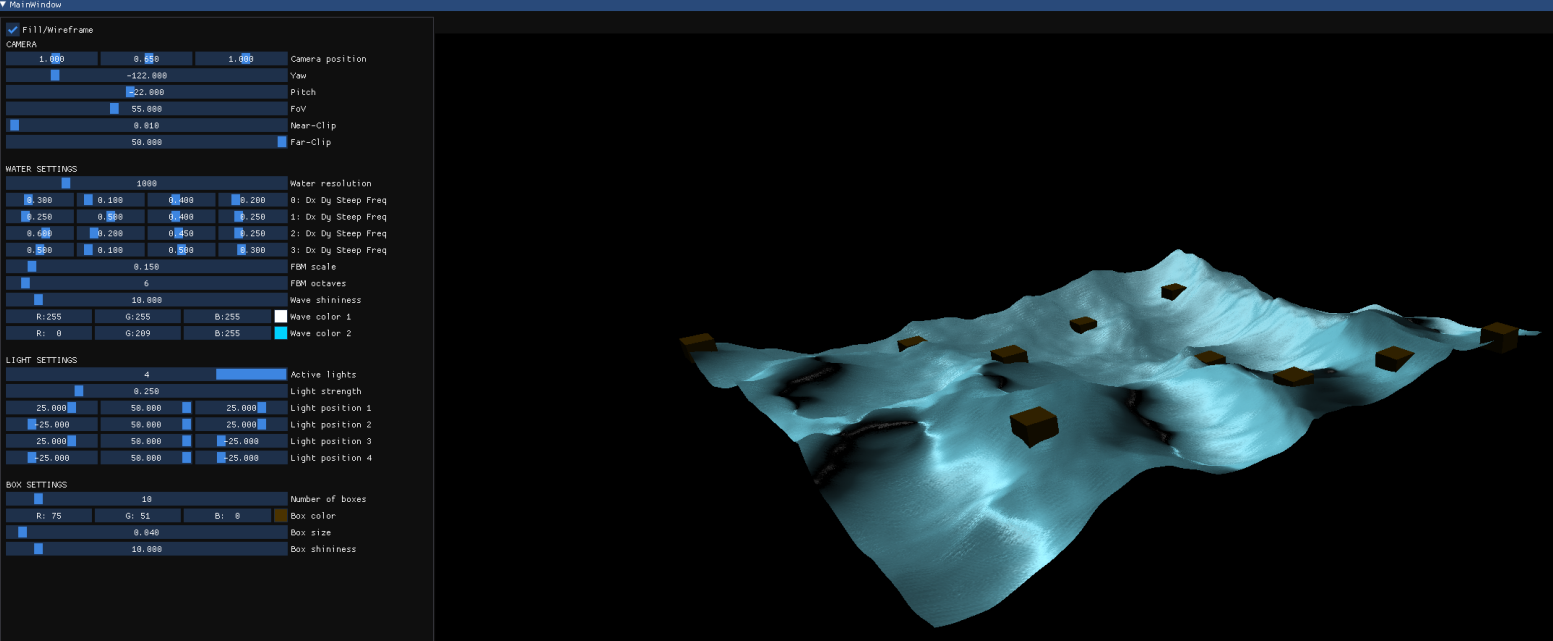 MainWindow
Fill/Wireframe
CAMERA
1.000 0.650 1.000 Camera position
-122.000 Yaw
-22.000 Pitch
55.000 FoV
0.010 Near-Clip
50.000 Far-Clip
WATER SETTINGS
1000 Water resolution
0.300 0.100 0.400 0.200 0: Dx Dy Steep Freq
0.250 0.500 0.400 0.250 1: Dx Dy Steep Freq
0.600 0.200 0.450 0.250 2: Dx Dy Steep Freq
0.500 0.100 0.500 0.300 3: Dx Dy Steep Freq
0.150 FBM scale
6 FBM octaves
10.000 Wave shininess
R:255 G:255 B:255 Wave color 1
R: 0 G:209 B:255 Wave color 2
LIGHT SETTINGS
4 Active lights
0.250 Light strength
25.000 50.000 25.000 Light position 1
-25.000 50.000 25.000 Light position 2
25.000 50.000 -25.000 Light position 3
-25.000 50.000 -25.000 Light position 4
BOX SETTINGS
10 Number of boxes
R: 75 G: 51 B: 0 Box color
0.040 Box size
10.000 Box shininess